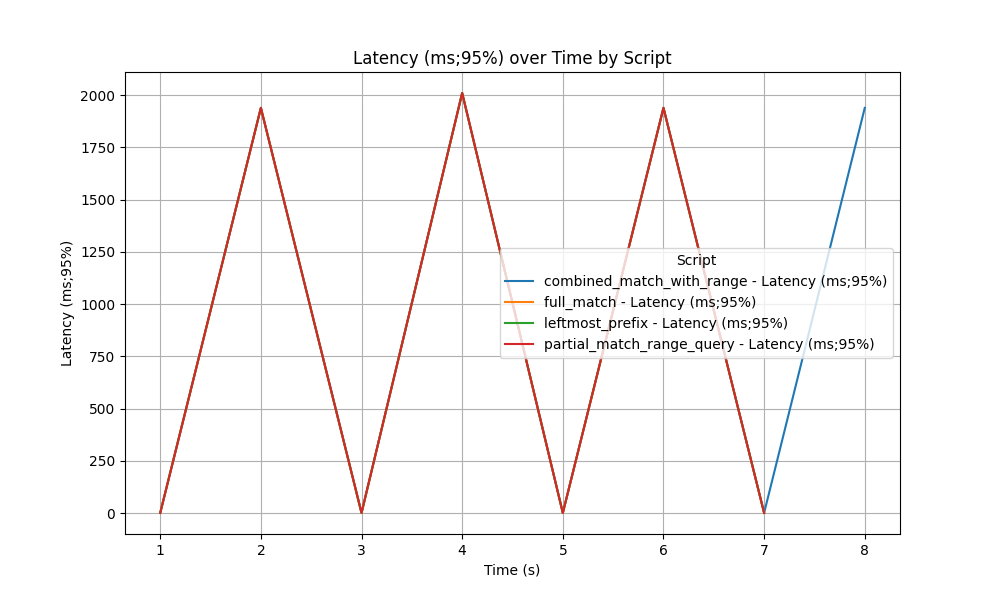 Latency (ms;95%) over Time by Script
Latency (ms;95%)
2000
1750
1500
1250
1000
750
500
250
0
Script
combined_match_with_range - Latency (ms;95%)
full_match - Latency (ms;95%)
leftmost_prefix - Latency (ms;95%)
partial_match_range_query - Latency (ms;95%)
1 2 3 4 5 6 7 8
Time (s)